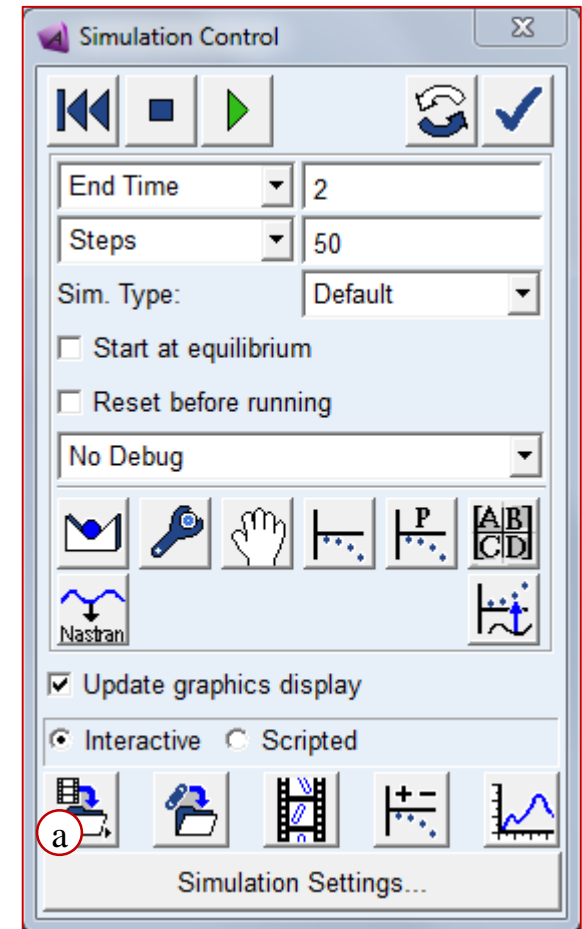 Simulation Control
End Time 2
Steps 50
Sim. Type: Default
Start at equilibrium
Reset before running
No Debug
P A B
C D
Nastran
Update graphics display
Interactive Scripted
a
Simulation Settings...